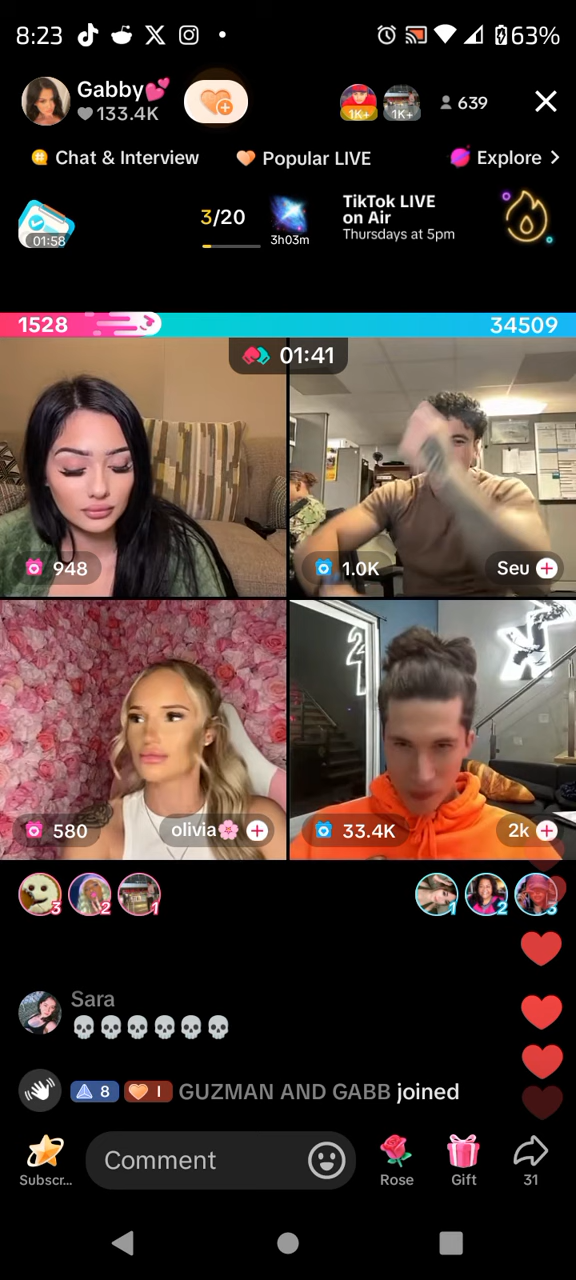 8:23
63%
Gabby💕
133.4K
1K+
1K+
639
Chat & Interview
Popular LIVE
Explore
01:58
3/20
3h03m
TikTok LIVE
on Air
Thursdays at 5pm
1528
34509
01:41
948
1.0K
Seu
580
olivia🌸
33.4K
2k
3
2
1
1
2
3
Sara
💀💀💀💀💀💀
8
I
GUZMAN AND GABB joined
Subscr...
Comment
Rose
Gift
31